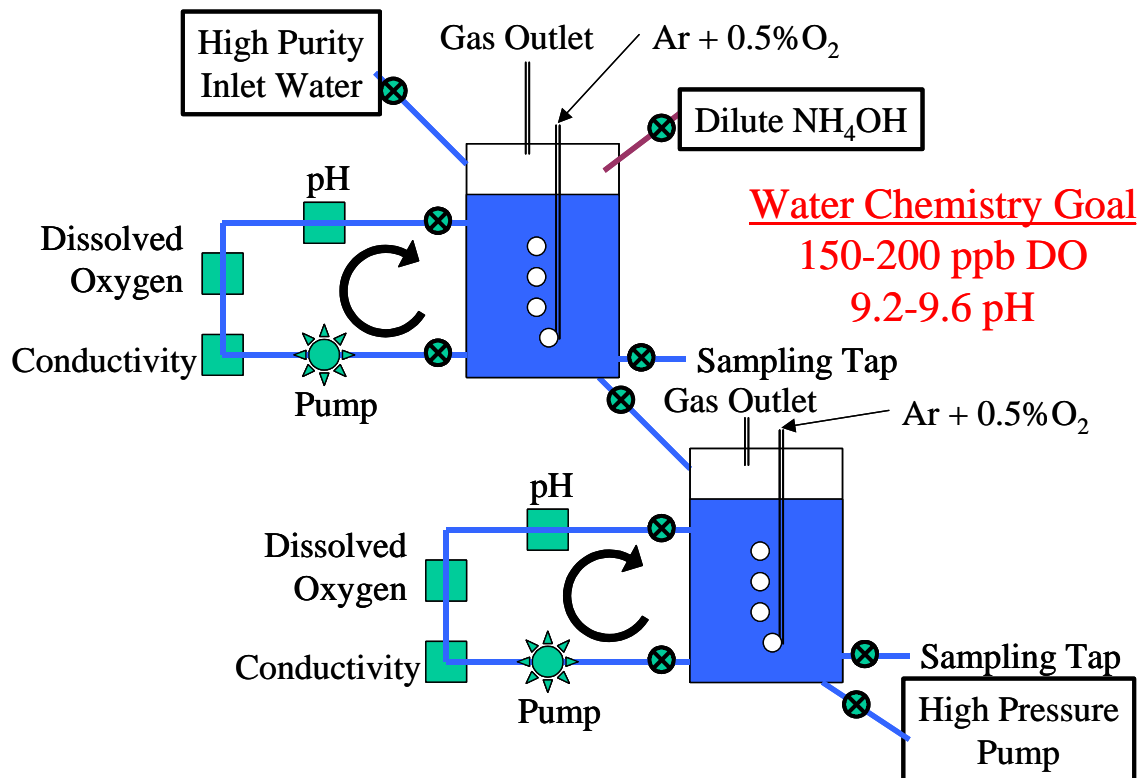 High Purity
Inlet Water
Gas Outlet
Ar + 0.5%O₂
Dilute NH₄OH
pH
Dissolved
Oxygen
Conductivity
Pump
Water Chemistry Goal
150-200 ppb DO
9.2-9.6 pH
Sampling Tap
Gas Outlet
Ar + 0.5%O₂
pH
Dissolved
Oxygen
Conductivity
Pump
Sampling Tap
High Pressure
Pump